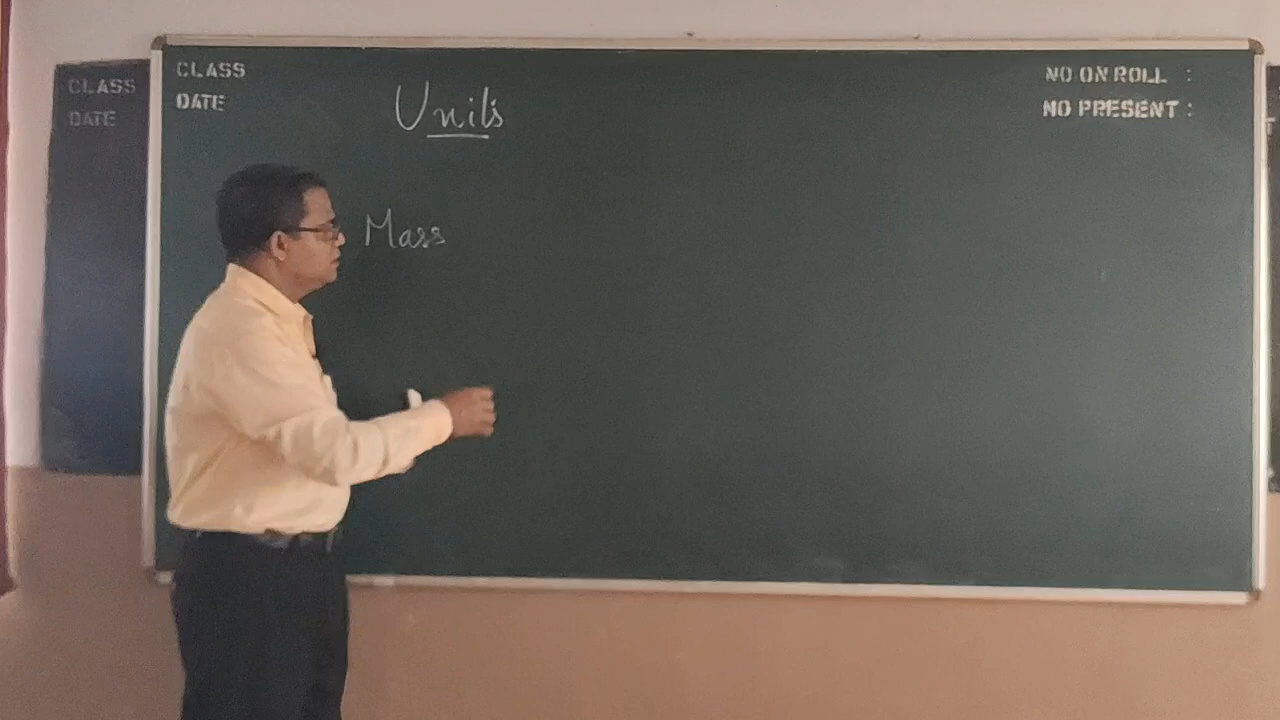 CLASS
DATE
CLASS
DATE
Units
NO ON ROLL :
NO PRESENT :
Mass